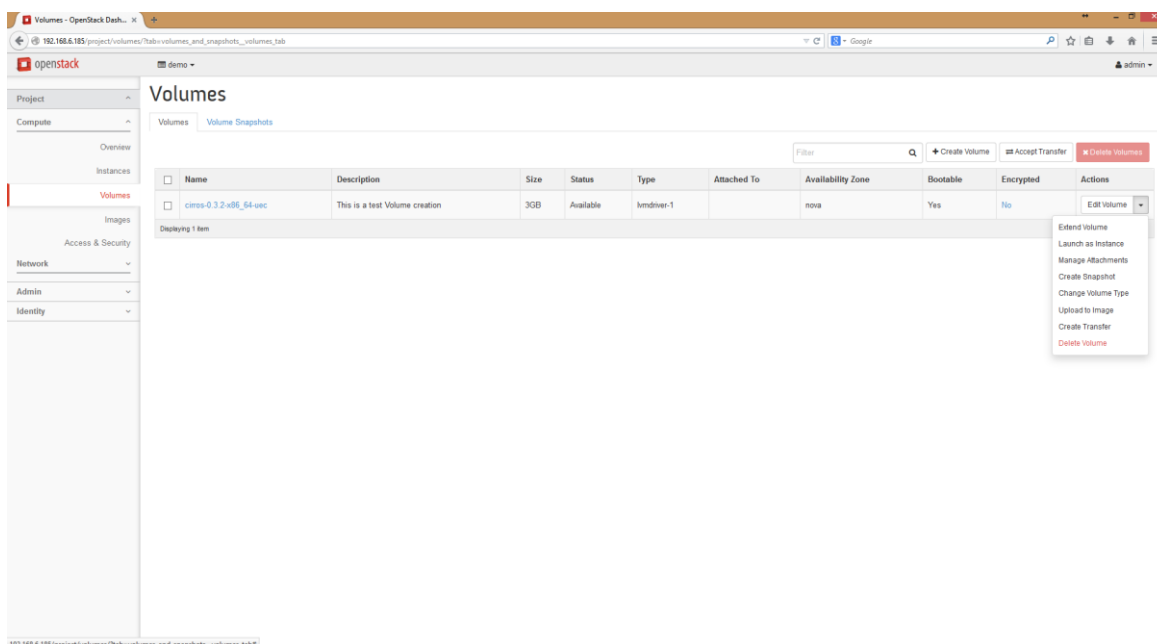 Volumes - OpenStack Dash... × +
192.168.6.185/project/volumes/?tab=volumes_and_snapshots__volumes_tab
8 - Google
openstack
demo
admin
Project
Volumes
Compute
Volumes Volume Snapshots
Overview
Filter
+ Create Volume
Accept Transfer
× Delete Volumes
Instances
Name Description Size Status Type Attached To Availability Zone Bootable Encrypted Actions
Volumes
cirros-0.3.2-x86_64-uec This is a test Volume creation 3GB Available lvmdriver-1 nova Yes No Edit Volume
Images
Displaying 1 item
Extend Volume
Access & Security
Launch as Instance
Network
Manage Attachments
Create Snapshot
Admin
Change Volume Type
Identity
Upload to Image
Create Transfer
Delete Volume